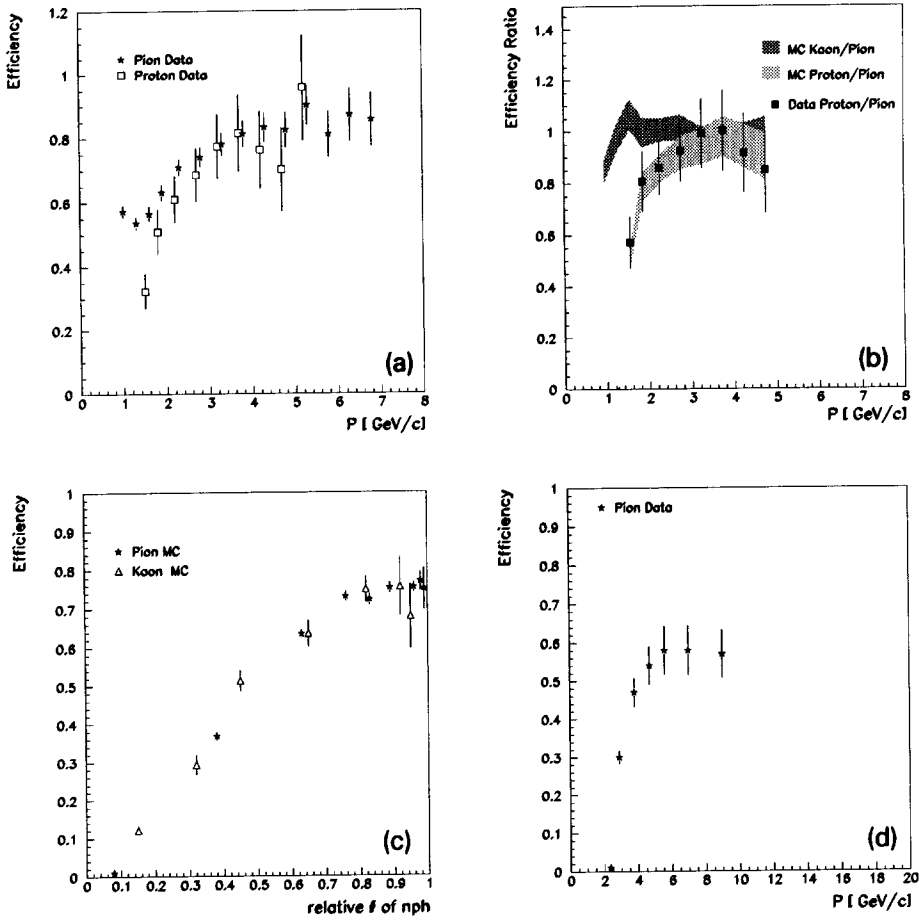 Efficiency
1.2
1
0.8
0.6
0.4
0.2
0
★ Pion Data
□ Proton Data
(a)
0 1 2 3 4 5 6 7 8
P [ GeV/c]
Efficiency Ratio
1.4
1.2
1
0.8
0.6
0.4
0.2
0
MC Kaon/Pion
MC Proton/Pion
■ Data Proton/Pion
(b)
0 1 2 3 4 5 6 7 8
P [ GeV/c]
Efficiency
1
0.9
0.8
0.7
0.6
0.5
0.4
0.3
0.2
0.1
0
★ Pion MC
△ Kaon MC
(c)
0 0.1 0.2 0.3 0.4 0.5 0.6 0.7 0.8 0.9 1
relative # of nph
Efficiency
1
0.9
0.8
0.7
0.6
0.5
0.4
0.3
0.2
0.1
0
★ Pion Data
(d)
0 2 4 6 8 10 12 14 16 18 20
P [ GeV/c]